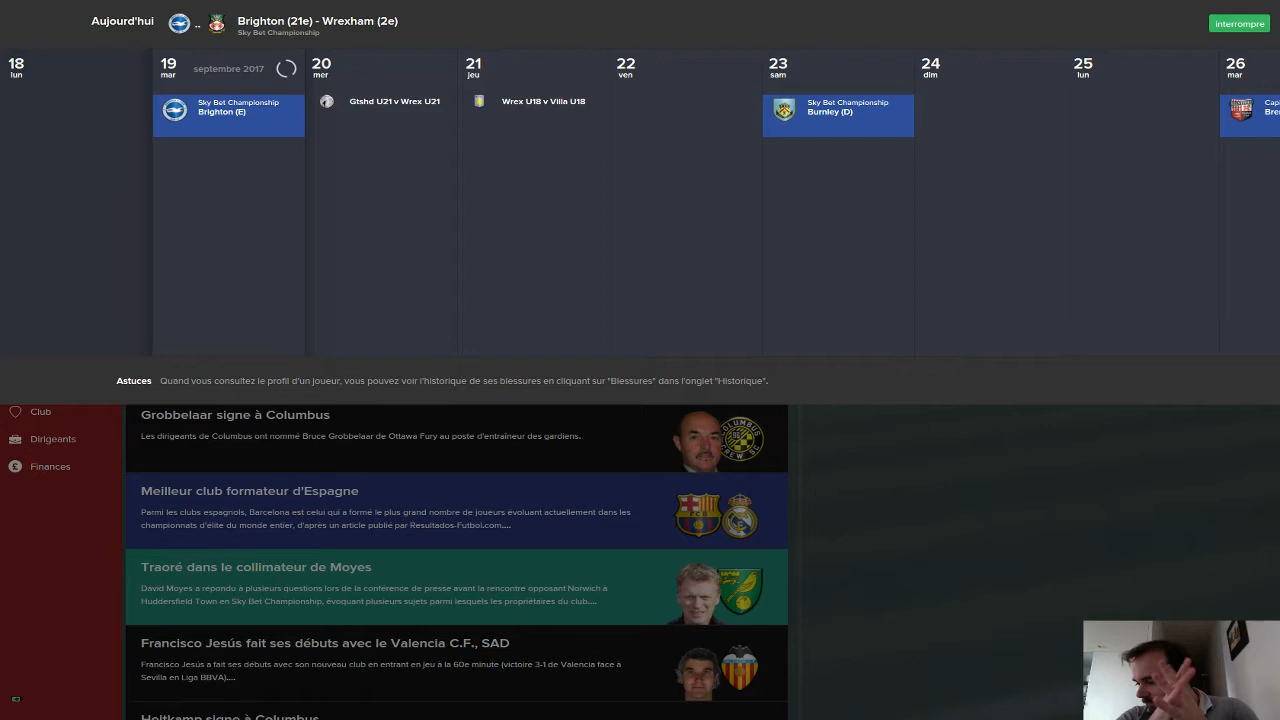 Aujourd'hui
..
Brighton (21e) - Wrexham (2e)
Sky Bet Championship
interrompre
18
lun
19
mar
septembre 2017
20
mer
21
jeu
22
ven
23
sam
24
dim
25
lun
26
mar
Sky Bet Championship
Brighton (E)
Gtshd U21 v Wrex U21
Wrex U18 v Villa U18
Sky Bet Championship
Burnley (D)
Capi
Bre
Astuces Quand vous consultez le profil d'un joueur, vous pouvez voir l'historique de ses blessures en cliquant sur "Blessures" dans l'onglet "Historique".
Club
Dirigeants
Finances
Grobbelaar signe à Columbus
Les dirigeants de Columbus ont nommé Bruce Grobbelaar de Ottawa Fury au poste d'entraîneur des gardiens.
Meilleur club formateur d'Espagne
Parmi les clubs espagnols, Barcelona est celui qui a formé le plus grand nombre de joueurs évoluant actuellement dans les
championnats d'élite du monde entier, d'après un article publié par Resultados-Futbol.com....
Traoré dans le collimateur de Moyes
David Moyes a répondu à plusieurs questions lors de la conférence de presse avant la rencontre opposant Norwich à
Huddersfield Town en Sky Bet Championship, évoquant plusieurs sujets parmi lesquels les propriétaires du club....
Francisco Jesús fait ses débuts avec le Valencia C.F., SAD
Francisco Jesús a fait ses débuts avec son nouveau club en entrant en jeu à la 60e minute (victoire 3-1 de Valencia face à
Sevilla en Liga BBVA)....
Holtkamp signe à Columbus